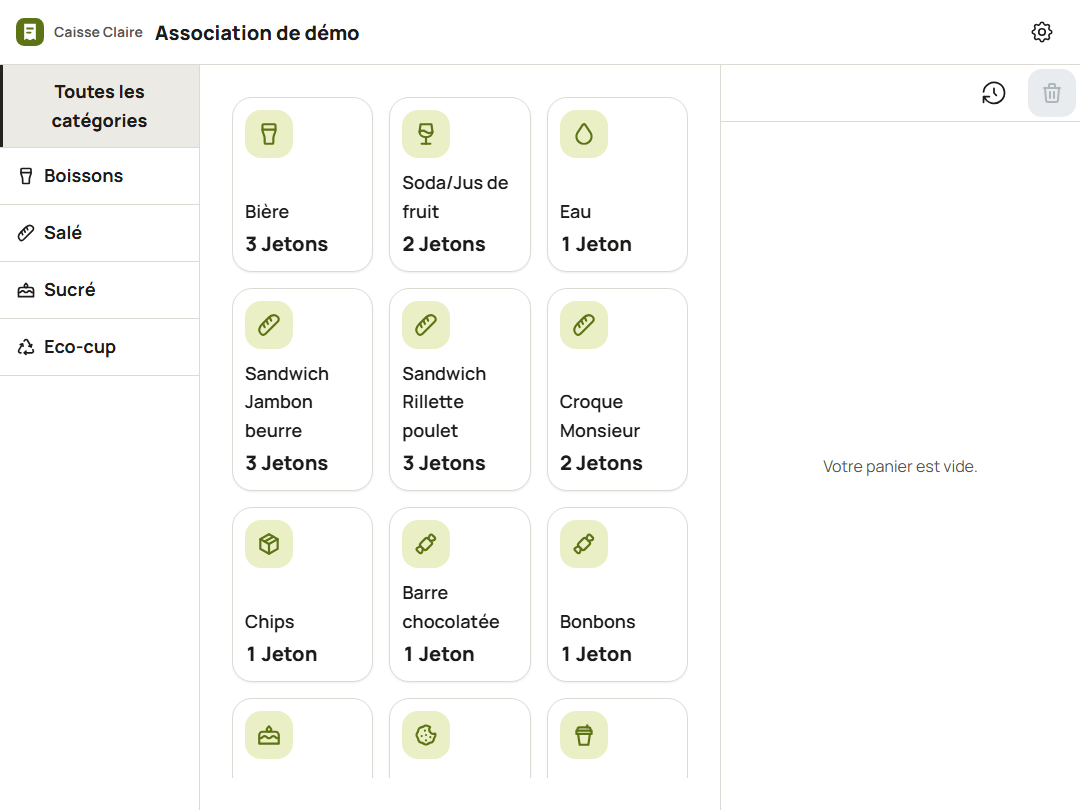 Caisse Claire
Association de démo
Toutes les
catégories
Boissons
Salé
Sucré
Eco-cup
Bière
3 Jetons
Soda/Jus de
fruit
2 Jetons
Eau
1 Jeton
Sandwich
Jambon
beurre
3 Jetons
Sandwich
Rillette
poulet
3 Jetons
Croque
Monsieur
2 Jetons
Chips
1 Jeton
Barre
chocolatée
1 Jeton
Bonbons
1 Jeton
Votre panier est vide.